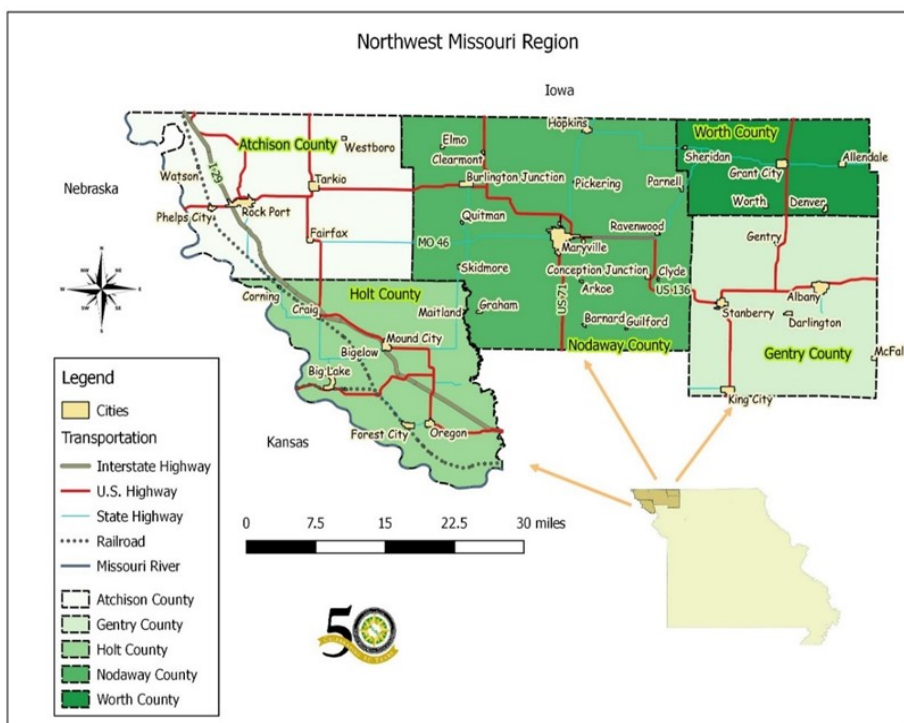 Northwest Missouri Region
Iowa
Nebraska
Kansas
Atchison County
Westboro
Watson
I-29
Tarkio
Rock Port
Phelps City
Fairfax
Elmo
Clearmont
Hopkins
Burlington Junction
Pickering
Parnell
Quitman
Maryville
Ravenwood
MO 46
Skidmore
Conception Junction
Clyde
Arkoe
US 136
US 71
Graham
Barnard
Guilford
Nodaway County
Worth County
Sheridan
Grant City
Allendale
Worth
Denver
Gentry
Albany
Stanberry
Darlington
Gentry County
McFall
King City
Holt County
Corning
Craig
Maitland
Mound City
Bigelow
Big Lake
Forest City
Oregon
Legend
Cities
Transportation
Interstate Highway
U.S. Highway
State Highway
Railroad
Missouri River
Atchison County
Gentry County
Holt County
Nodaway County
Worth County
0 7.5 15 22.5 30 miles
50